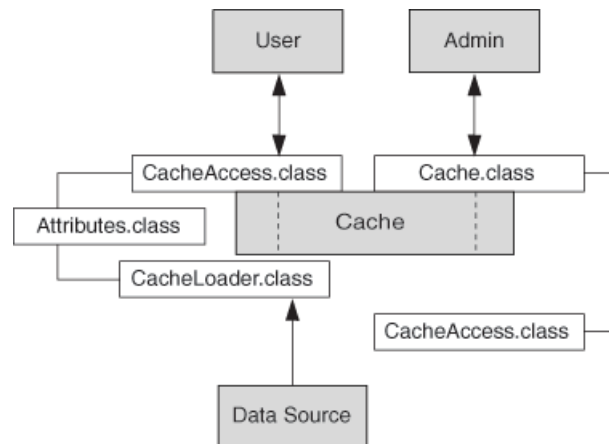 User
Admin
CacheAccess.class
Cache.class
Attributes.class
Cache
CacheLoader.class
CacheAccess.class
Data Source